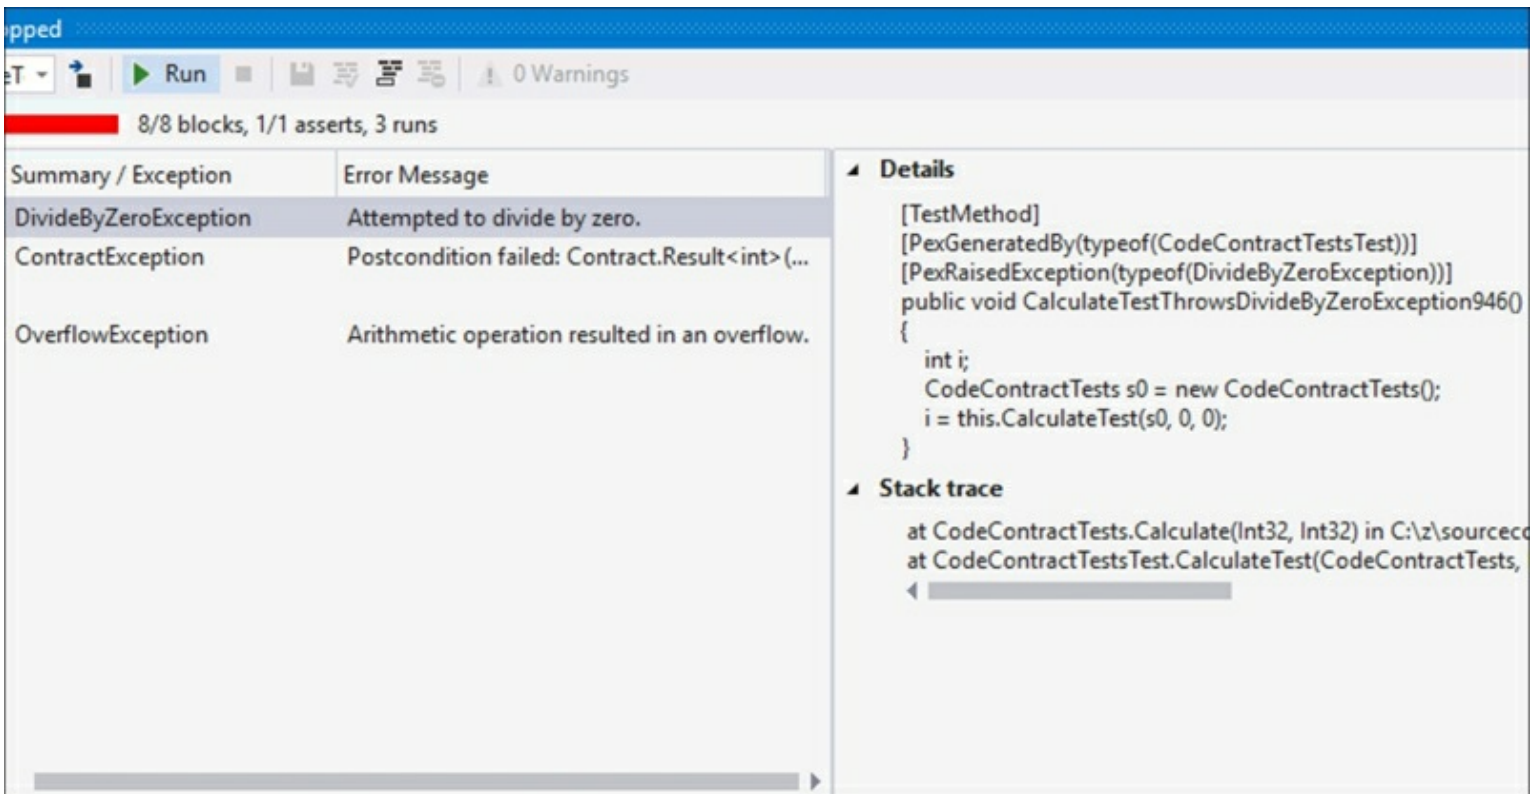 opped
eT
Run
0 Warnings
8/8 blocks, 1/1 asserts, 3 runs
Summary / Exception Error Message
DivideByZeroException Attempted to divide by zero.
ContractException Postcondition failed: Contract.Result<int>(...
OverflowException Arithmetic operation resulted in an overflow.
Details
[TestMethod]
[PexGeneratedBy(typeof(CodeContractTestsTest))]
[PexRaisedException(typeof(DivideByZeroException))]
public void CalculateTestThrowsDivideByZeroException946()
{
int i;
CodeContractTests s0 = new CodeContractTests();
i = this.CalculateTest(s0, 0, 0);
}
Stack trace
at CodeContractTests.Calculate(Int32, Int32) in C:\z\sourcecc
at CodeContractTestsTest.CalculateTest(CodeContractTests,